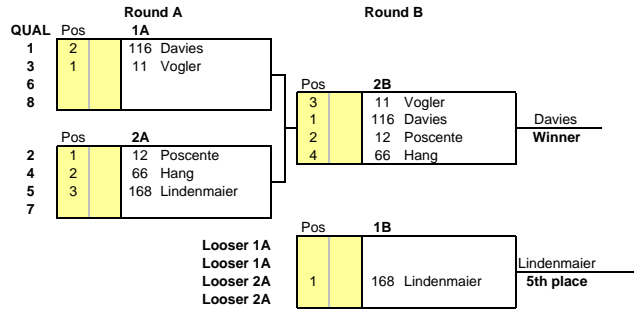 Round A Round B
QUAL Pos 1A
1 2 116 Davies
3 1 11 Vogler
6
8
Pos 2B
3 11 Vogler
1 116 Davies
2 12 Poscente
4 66 Hang
Davies
Winner
Pos 2A
2 1 12 Poscente
4 2 66 Hang
5 3 168 Lindenmaier
7
Pos 1B
Looser 1A
Looser 1A
Looser 2A 1 168 Lindenmaier
Looser 2A
Lindenmaier
5th place